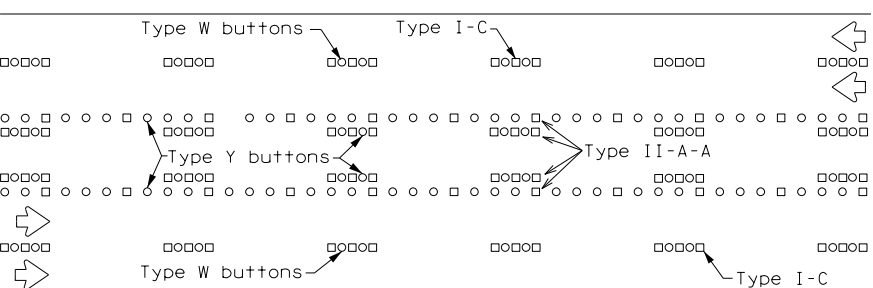 Type W buttons
Type I-C
Type Y buttons
Type II-A-A
Type W buttons
Type I-C